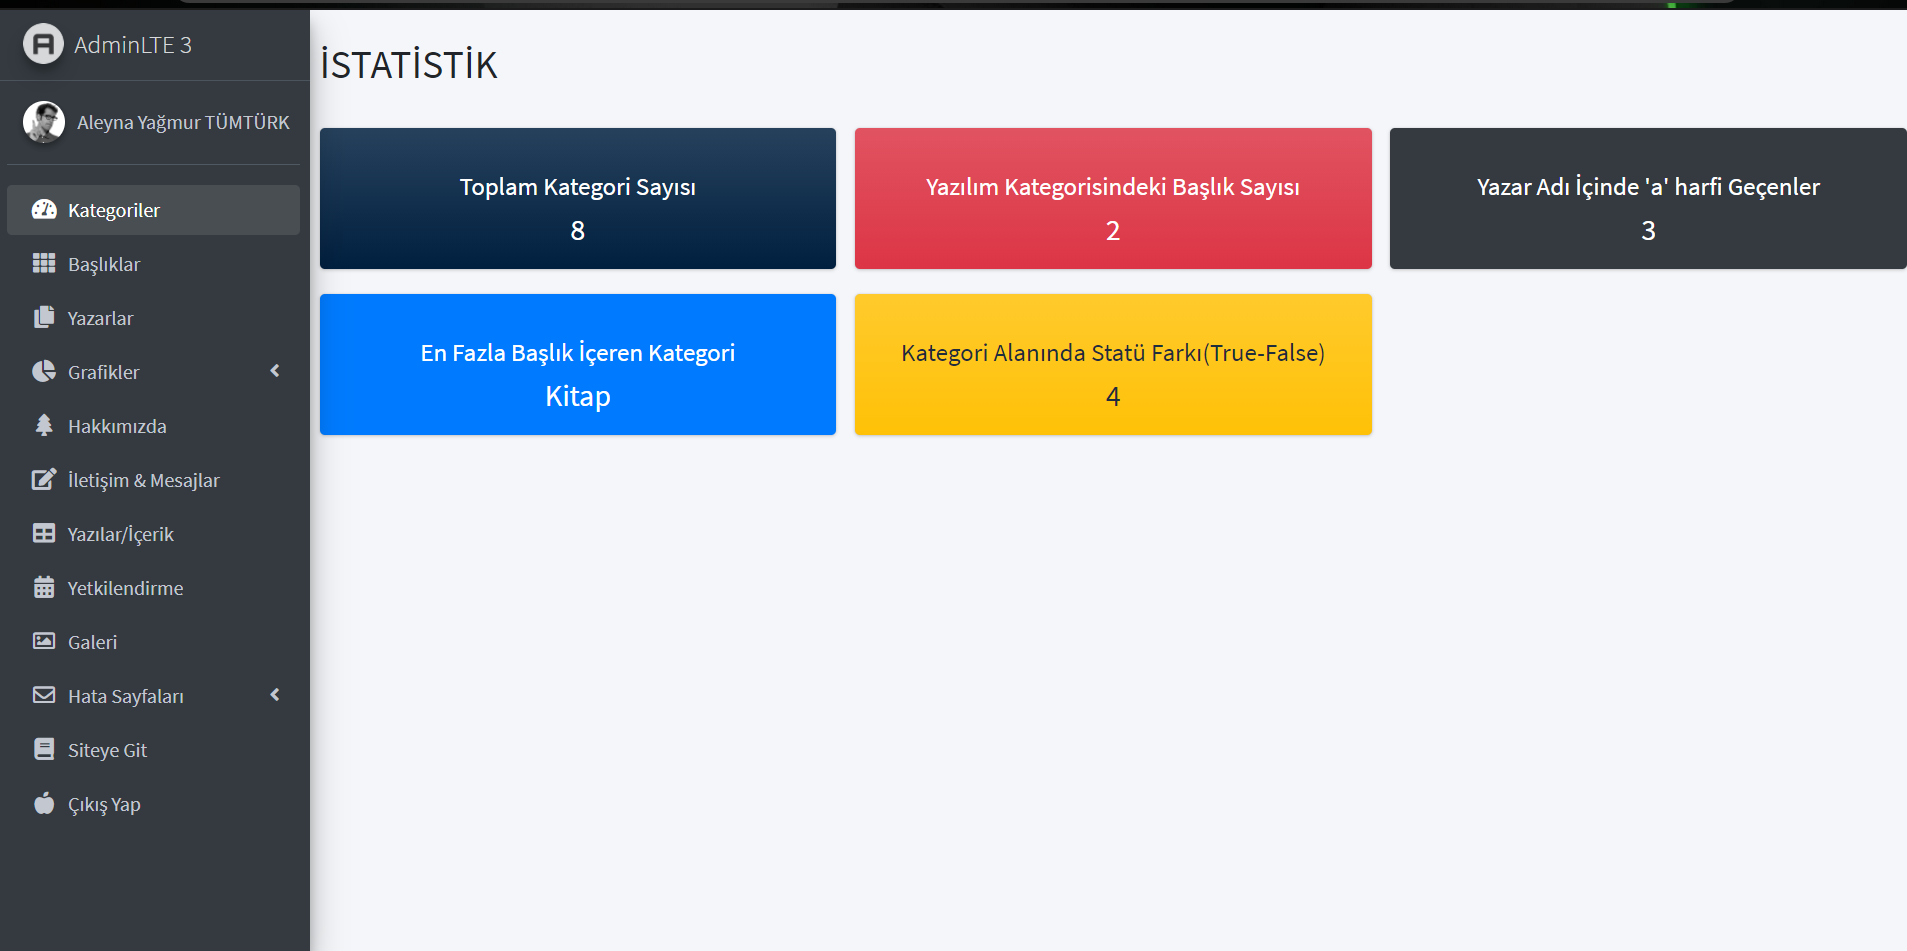 AdminLTE 3
Aleyna Yağmur TÜMTÜRK
Kategoriler
Başlıklar
Yazarlar
Grafikler
Hakkımızda
İletişim & Mesajlar
Yazılar/İçerik
Yetkilendirme
Galeri
Hata Sayfaları
Siteye Git
Çıkış Yap
İSTATİSTİK
Toplam Kategori Sayısı
8
Yazılım Kategorisindeki Başlık Sayısı
2
Yazar Adı İçinde 'a' harfi Geçenler
3
En Fazla Başlık İçeren Kategori
Kitap
Kategori Alanında Statü Farkı(True-False)
4